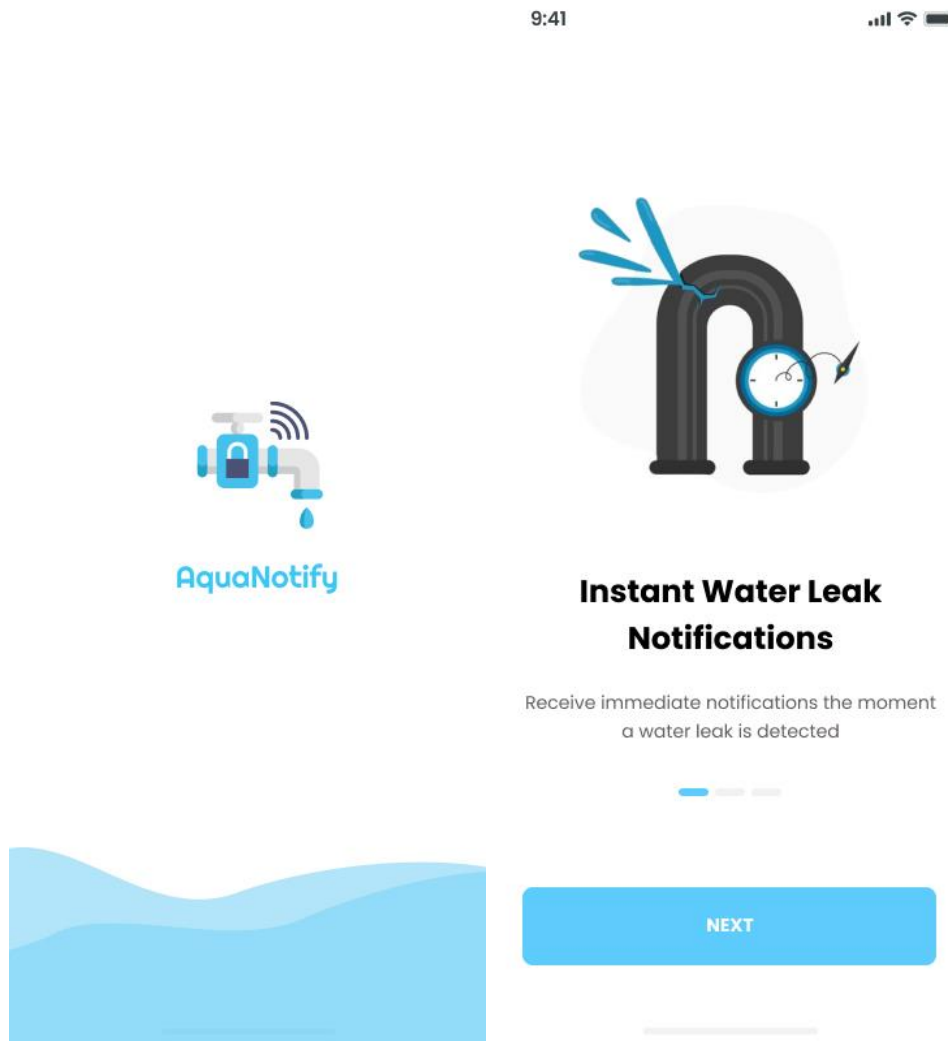 AquaNotify
9:41
Instant Water Leak
Notifications
Receive immediate notifications the moment
a water leak is detected
NEXT